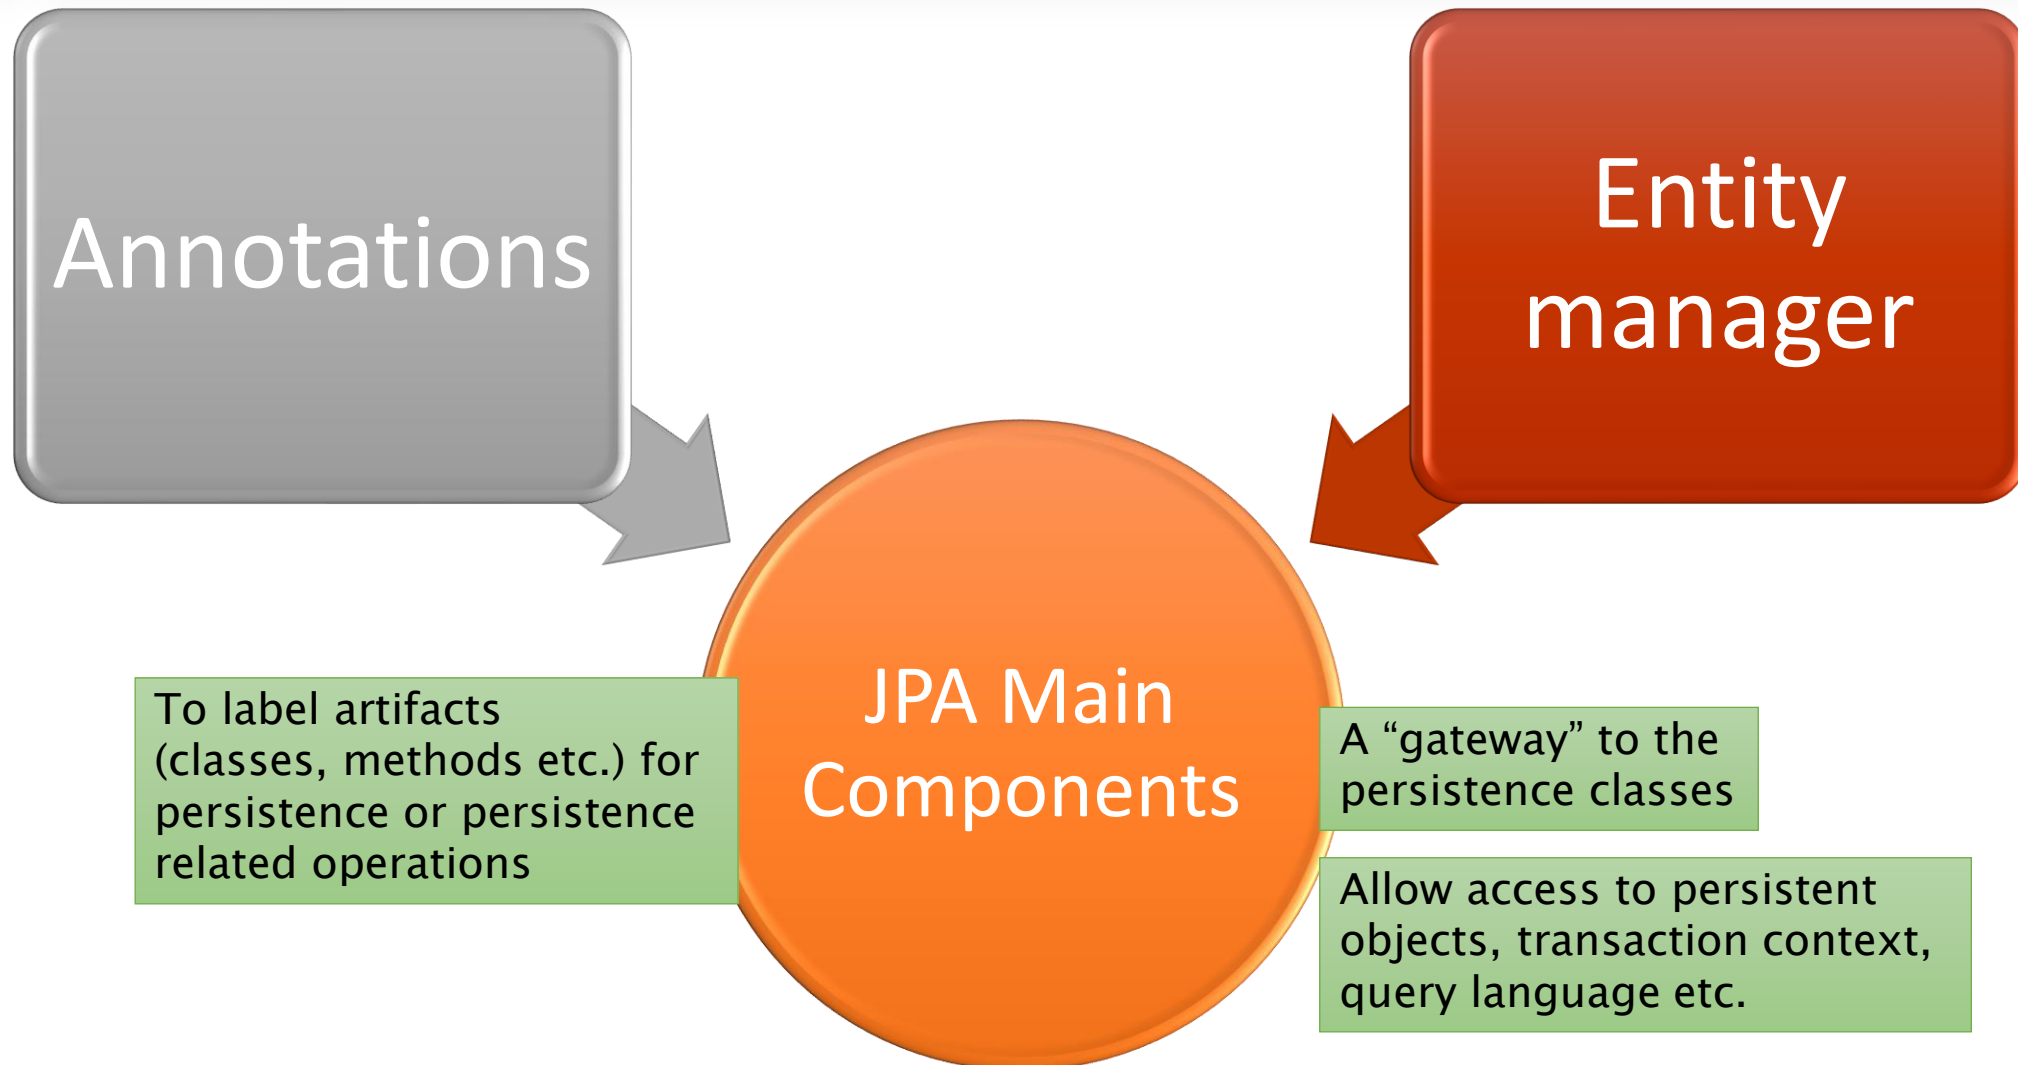 Annotations
Entity
manager
JPA Main
Components
To label artifacts
(classes, methods etc.) for
persistence or persistence
related operations
A “gateway” to the
persistence classes
Allow access to persistent
objects, transaction context,
query language etc.